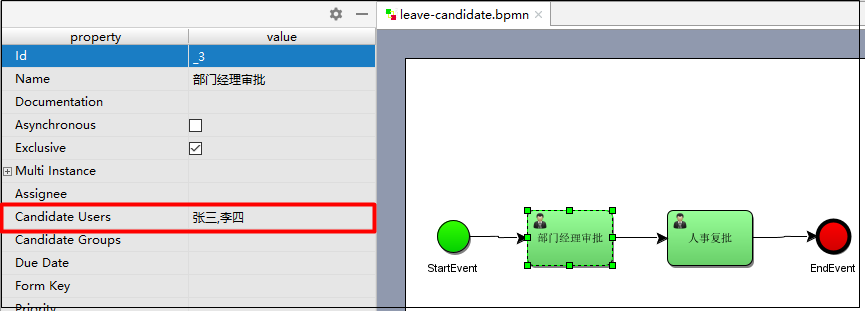 leave-candidate.bpmn
property value
Id _3
Name 部门经理审批
Documentation
Asynchronous
Exclusive
Multi Instance
Assignee
Candidate Users 张三,李四
Candidate Groups
Due Date
Form Key
Priority
部门经理审批
人事复批
StartEvent
EndEvent